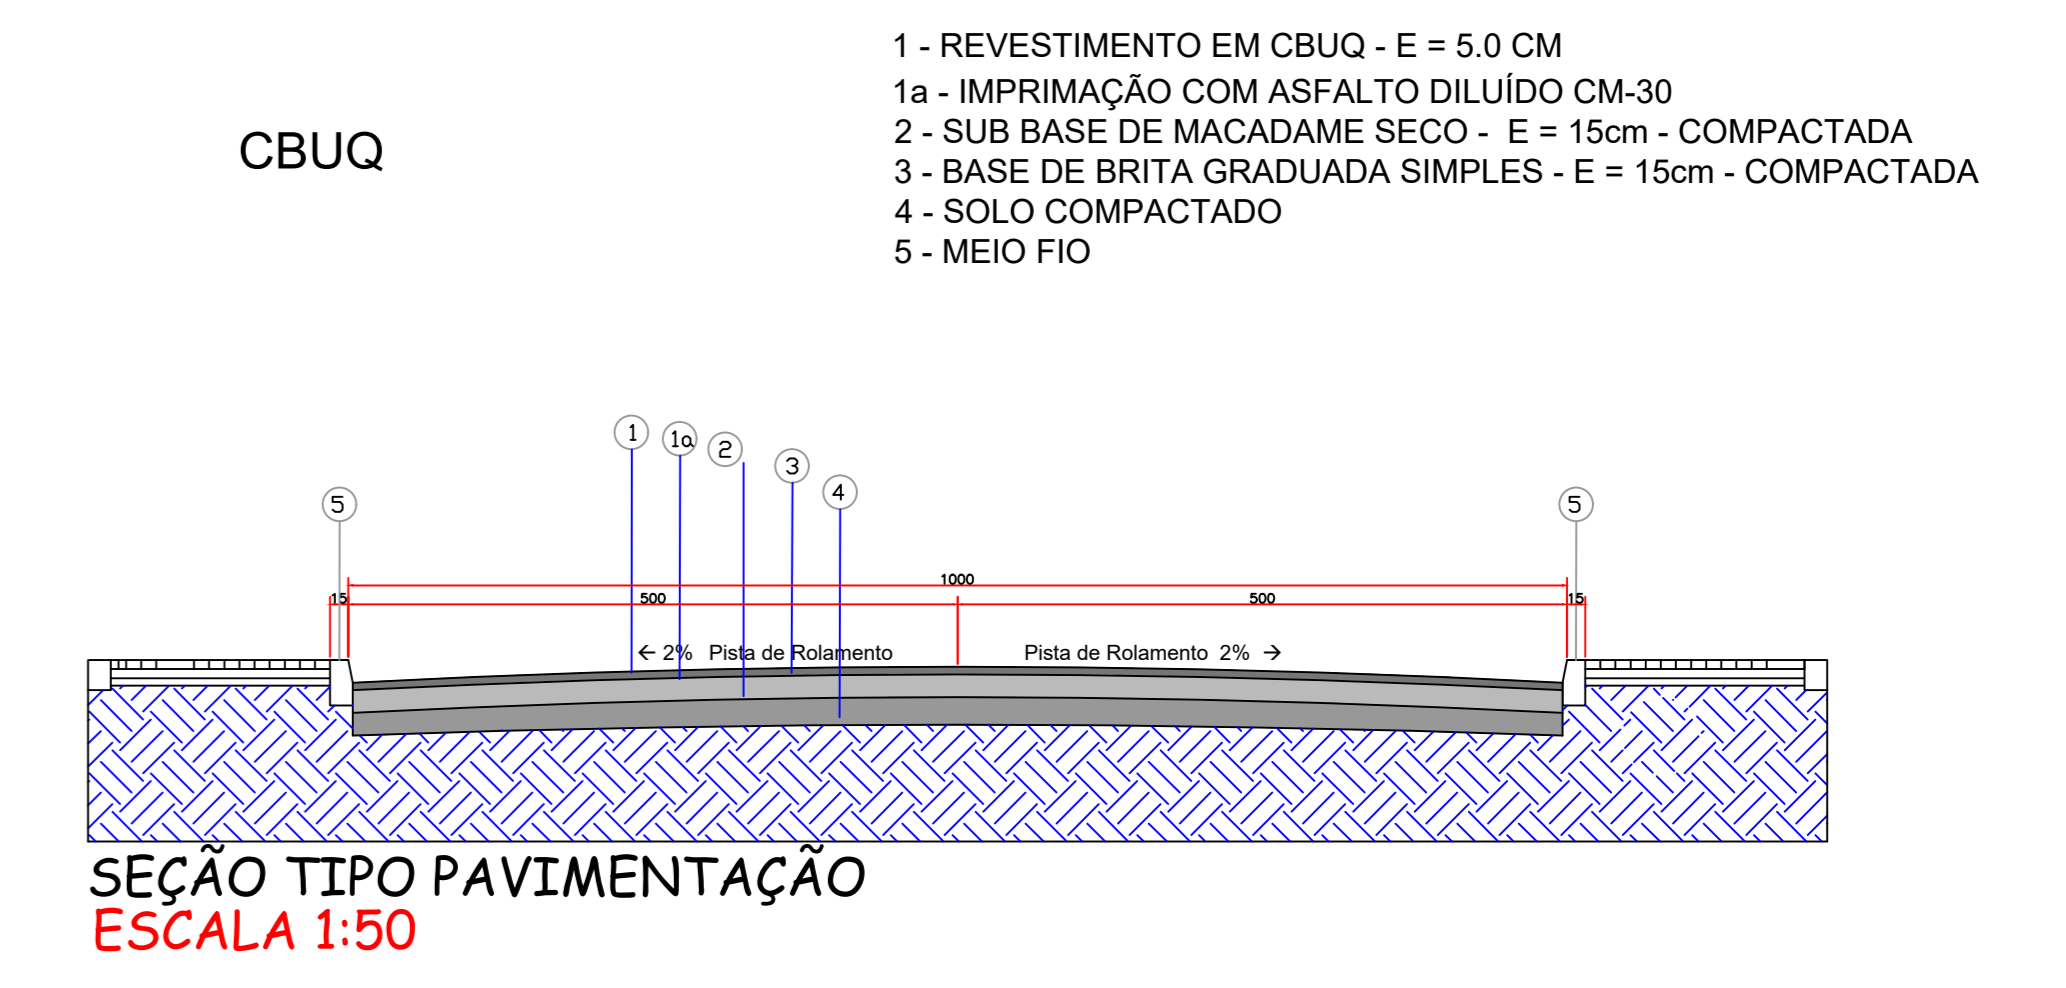 1 - REVESTIMENTO EM CBUQ - E = 5.0 CM
1a - IMPRIMAÇÃO COM ASFALTO DILUÍDO CM-30
CBUQ
2 - SUB BASE DE MACADAME SECO - E = 15cm - COMPACTADA
3 - BASE DE BRITA GRADUADA SIMPLES - E = 15cm - COMPACTADA
4 - SOLO COMPACTADO
5 - MEIO FIO
1
1a
2
3
4
5
5
1000
15
500
500
15
← 2% Pista de Rolamento
Pista de Rolamento 2% →
SEÇÃO TIPO PAVIMENTAÇÃO
ESCALA 1:50